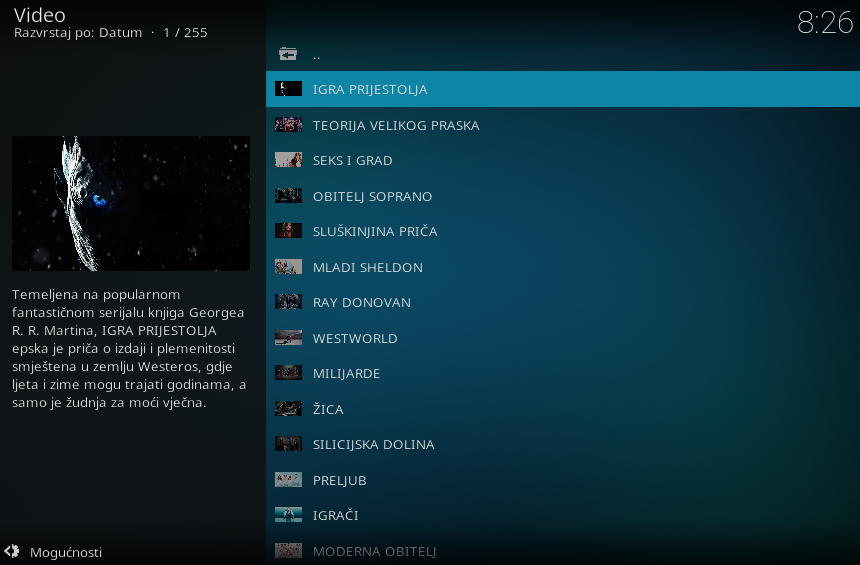 Video
Razvrstaj po: Datum · 1 / 255
8:26
..
IGRA PRIJESTOLJA
TEORIJA VELIKOG PRASKA
SEKS I GRAD
OBITELJ SOPRANO
SLUŠKINJINA PRIČA
MLADI SHELDON
RAY DONOVAN
WESTWORLD
MILIJARDE
ŽICA
SILICIJSKA DOLINA
PRELJUB
IGRAČI
MODERNA OBITELJ
Temeljena na popularnom
fantastičnom serijalu knjiga Georgea
R. R. Martina, IGRA PRIJESTOLJA
epska je priča o izdaji i plemenitosti
smještena u zemlju Westeros, gdje
ljeta i zime mogu trajati godinama, a
samo je žudnja za moći vječna.
Mogućnosti